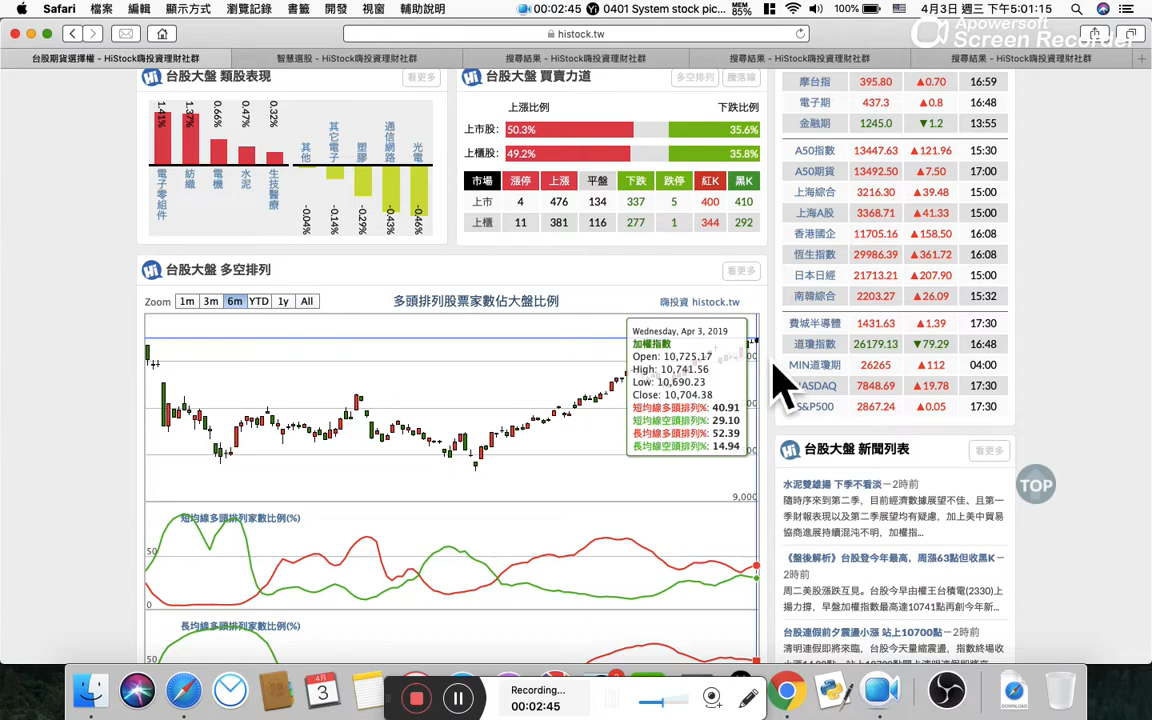 Safari 檔案 編輯 顯示方式 瀏覽記錄 書籤 開發 視窗 輔助說明 00:02:45 0401 System stock pic... MEM 85% 100% 4月3日 週三 下午5:01:15
Apowersoft
Screen Recorder
histock.tw
台股期貨選擇權 - HiStock嗨投資理財社群 智慧選股 - HiStock嗨投資理財社群 搜尋結果 - HiStock嗨投資理財社群 搜尋結果 - HiStock嗨投資理財社群 搜尋結果 - HiStock嗨投資理財社群
Hi 台股大盤 類股表現 看更多
1.41% 1.37% 0.66% 0.47% 0.32% 其他 其它電子 塑膠 通信網路 光電
電子零組件 紡織 電機 水泥 生技醫療 -0.04% -0.14% -0.29% -0.43% -0.46%
Hi 台股大盤 買賣力道 多空排列 騰落線
上漲比例 下跌比例
上市股: 50.3% 35.6%
上櫃股: 49.2% 35.8%
市場 漲停 上漲 平盤 下跌 跌停 紅K 黑K
上市 4 476 134 337 5 400 410
上櫃 11 381 116 277 1 344 292
摩台指 395.80 ▲0.70 16:59
電子期 437.3 ▲0.8 16:48
金融期 1245.0 ▼1.2 13:55
A50指數 13447.63 ▲121.96 15:30
A50期貨 13492.50 ▲7.50 17:00
上海綜合 3216.30 ▲39.48 15:00
上海A股 3368.71 ▲41.33 15:00
香港國企 11705.16 ▲158.50 16:08
恆生指數 29986.39 ▲361.72 16:08
日本日經 21713.21 ▲207.90 15:00
南韓綜合 2203.27 ▲26.09 15:32
費城半導體 1431.63 ▲1.39 17:30
道瓊指數 26179.13 ▼79.29 16:48
MIN道瓊期 26265 ▲112 04:00
NASDAQ 7848.69 ▲19.78 17:30
S&P500 2867.24 ▲0.05 17:30
Hi 台股大盤 多空排列 看更多
Zoom 1m 3m 6m YTD 1y All 多頭排列股票家數佔大盤比例 嗨投資 histock.tw
Wednesday, Apr 3, 2019
加權指數
Open: 10,725.17
High: 10,741.56
Low: 10,690.23
Close: 10,704.38
短均線多頭排列%: 40.91
短均線空頭排列%: 29.10
長均線多頭排列%: 52.39
長均線空頭排列%: 14.94
9,000
短均線多頭排列家數比例(%)
50
0
長均線多頭排列家數比例(%)
50
Hi 台股大盤 新聞列表 看更多
水泥雙雄揚 下季不看淡－2時前
隨時序來到第二季，目前經濟數據展望不佳、且第一
季財報表現以及第二季展望均有疑慮，加上美中貿易
協商進展持續混沌不明，加權指...
《盤後解析》台股登今年最高，周漲63點但收黑K－
2時前
周二美股漲跌互見。台股今早由權王台積電(2330)上
揚力撐，早盤加權指數最高達10741點再創今年新...
台股連假前夕震盪小漲 站上10700點－2時前
清明連假即將來臨，台股今天量縮震盪，指數終場收
TOP
4月
3
Recording...
00:02:45
DOWNLOAD